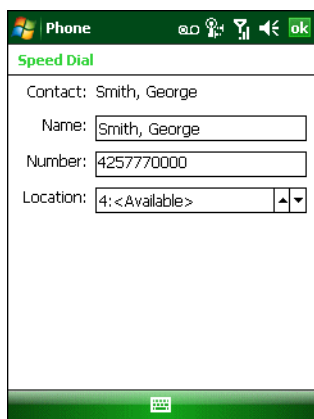 Phone ok
Speed Dial
Contact: Smith, George
Name: Smith, George
Number: 4257770000
Location: 4:<Available>